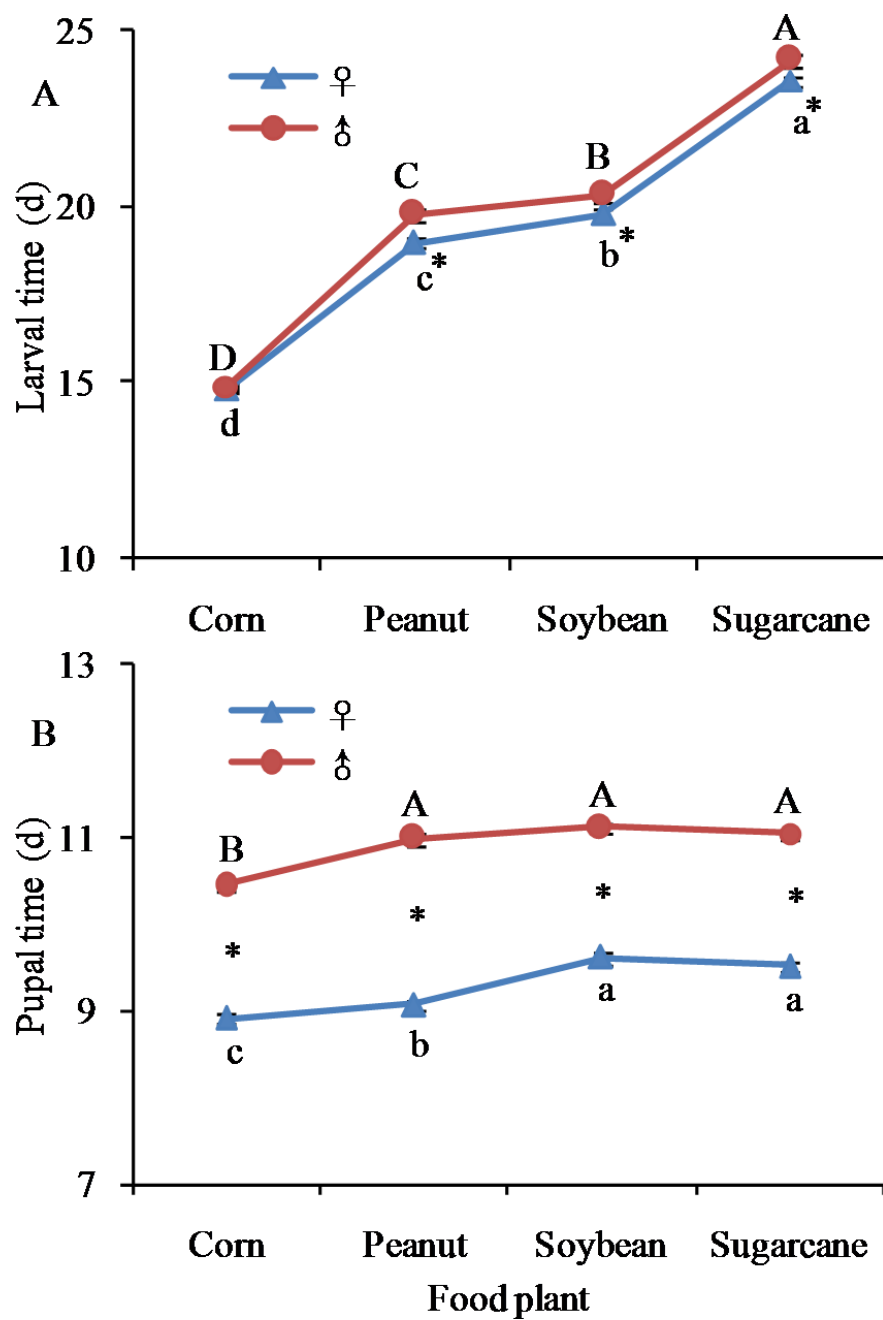 25
A
A
♀
♂
a*
B
C
20
b*
c*
Larval time (d)
D
15
d
10
Corn Peanut Soybean Sugarcane
13
B
♀
♂
A A A
B
11
Pupal time (d)
* * * *
9
a a
c b
7
Corn Peanut Soybean Sugarcane
Food plant